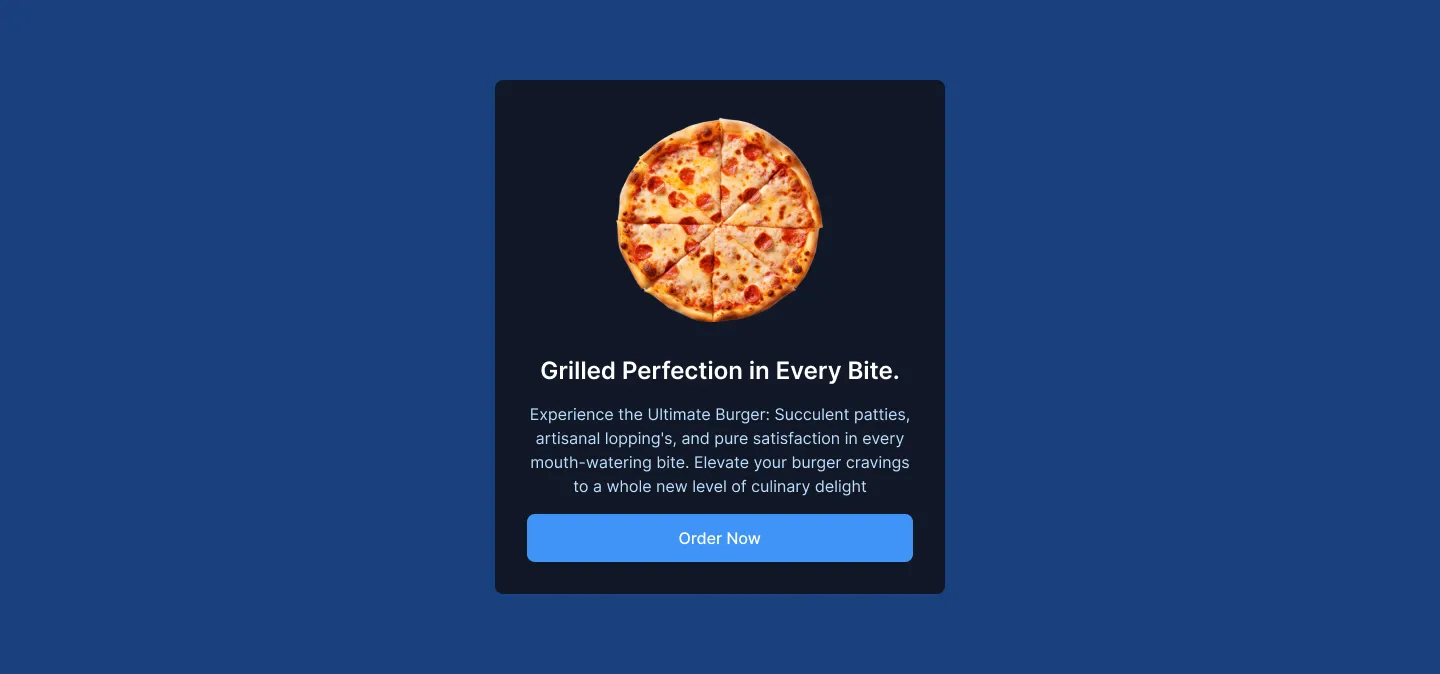 Grilled Perfection in Every Bite.
Experience the Ultimate Burger: Succulent patties,
artisanal lopping's, and pure satisfaction in every
mouth-watering bite. Elevate your burger cravings
to a whole new level of culinary delight
Order Now